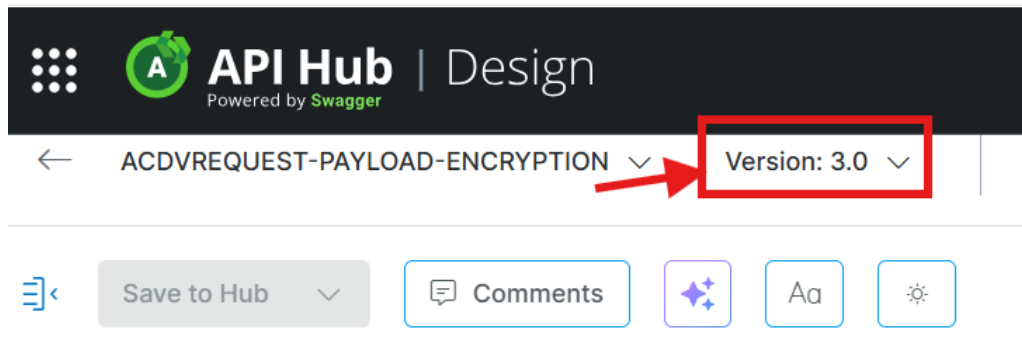 A API Hub | Design
Powered by Swagger
ACDVREQUEST-PAYLOAD-ENCRYPTION Version: 3.0
Save to Hub Comments Aa